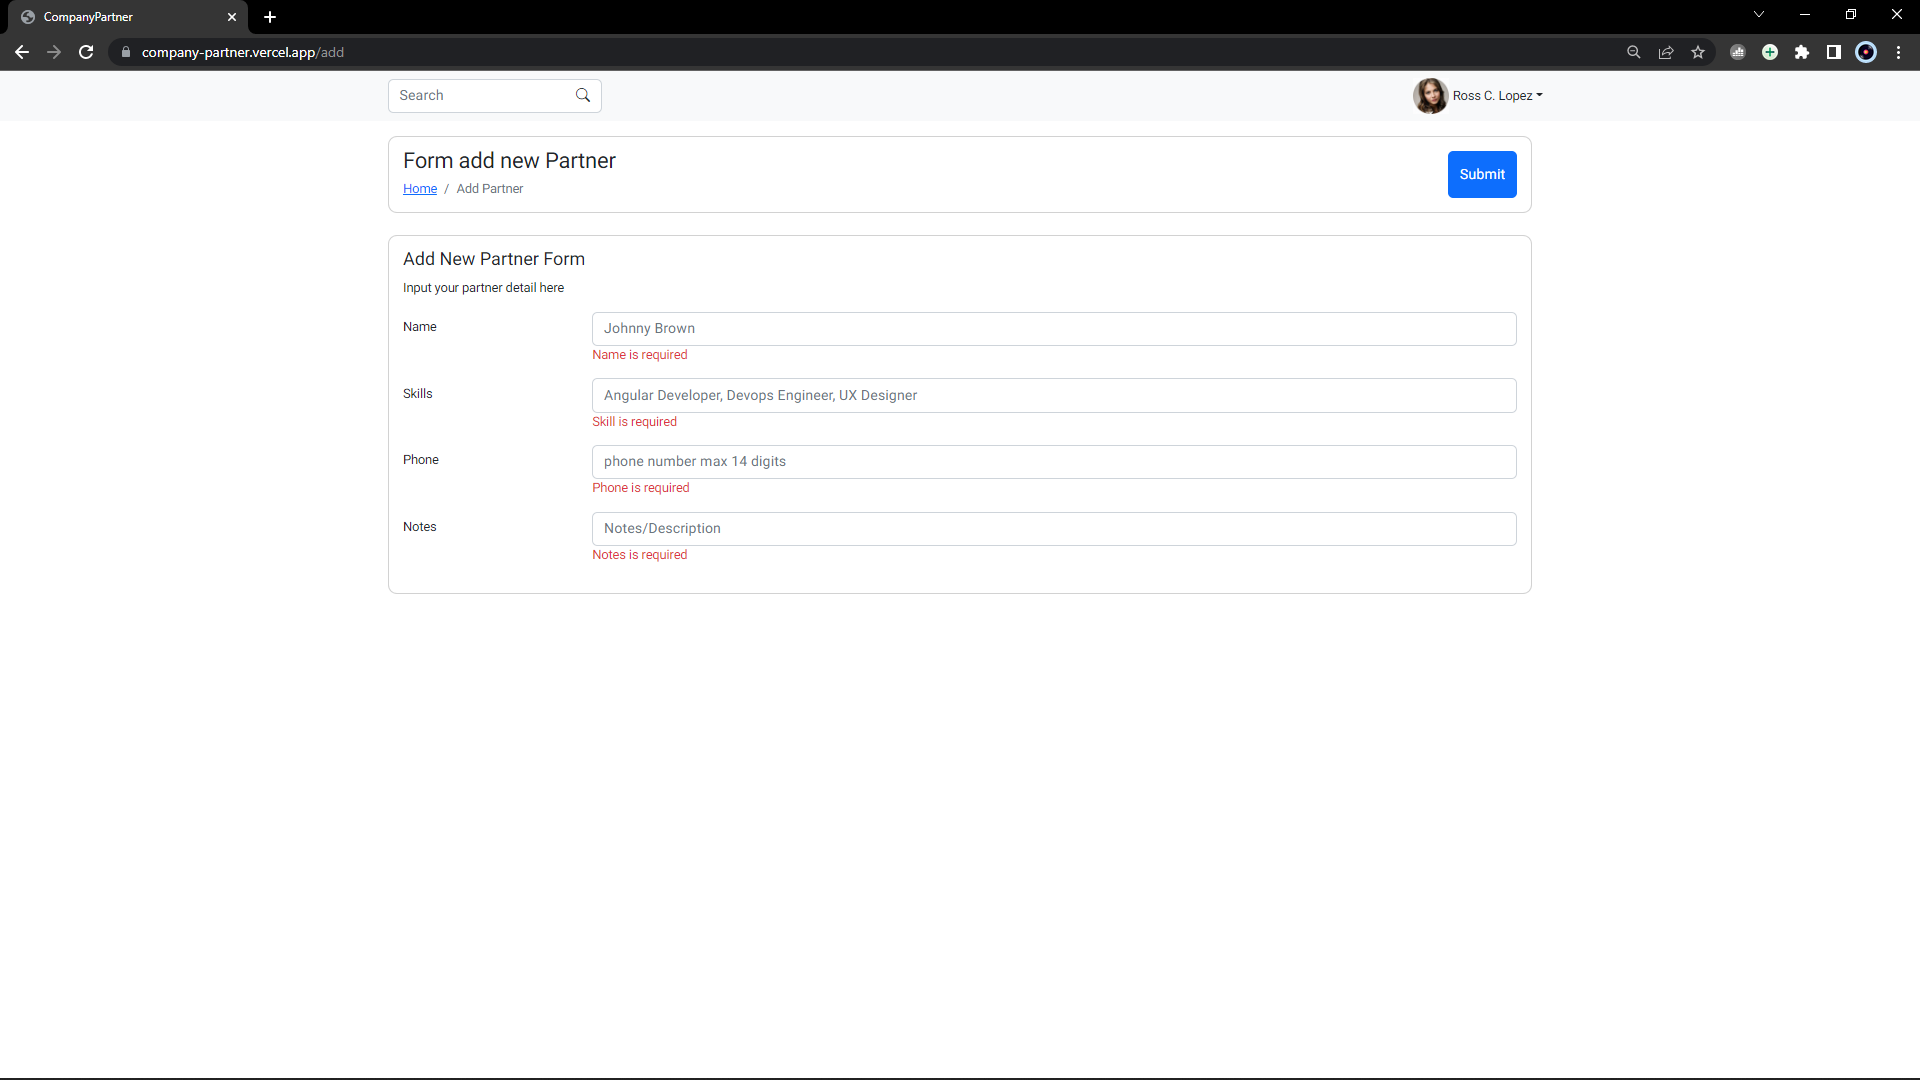 CompanyPartner
company-partner.vercel.app/add
Search
Ross C. Lopez
Form add new Partner
Home / Add Partner
Submit
Add New Partner Form
Input your partner detail here
Name
Johnny Brown
Name is required
Skills
Angular Developer, Devops Engineer, UX Designer
Skill is required
Phone
phone number max 14 digits
Phone is required
Notes
Notes/Description
Notes is required